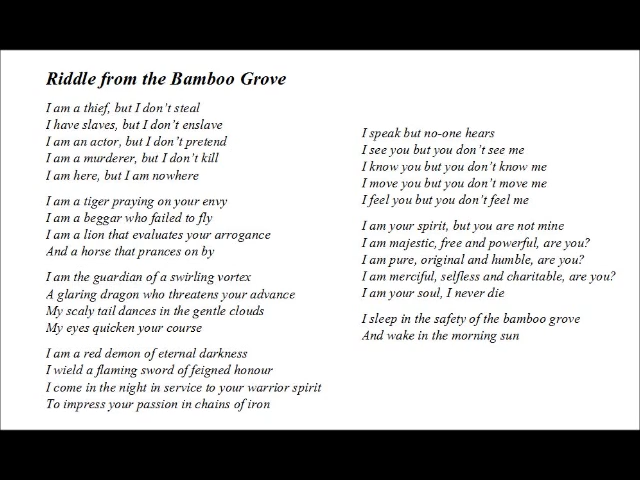 Riddle from the Bamboo Grove
I am a thief, but I don't steal
I have slaves, but I don't enslave
I am an actor, but I don't pretend
I am a murderer, but I don't kill
I am here, but I am nowhere
I am a tiger praying on your envy
I am a beggar who failed to fly
I am a lion that evaluates your arrogance
And a horse that prances on by
I am the guardian of a swirling vortex
A glaring dragon who threatens your advance
My scaly tail dances in the gentle clouds
My eyes quicken your course
I am a red demon of eternal darkness
I wield a flaming sword of feigned honour
I come in the night in service to your warrior spirit
To impress your passion in chains of iron
I speak but no-one hears
I see you but you don't see me
I know you but you don't know me
I move you but you don't move me
I feel you but you don't feel me
I am your spirit, but you are not mine
I am majestic, free and powerful, are you?
I am pure, original and humble, are you?
I am merciful, selfless and charitable, are you?
I am your soul, I never die
I sleep in the safety of the bamboo grove
And wake in the morning sun